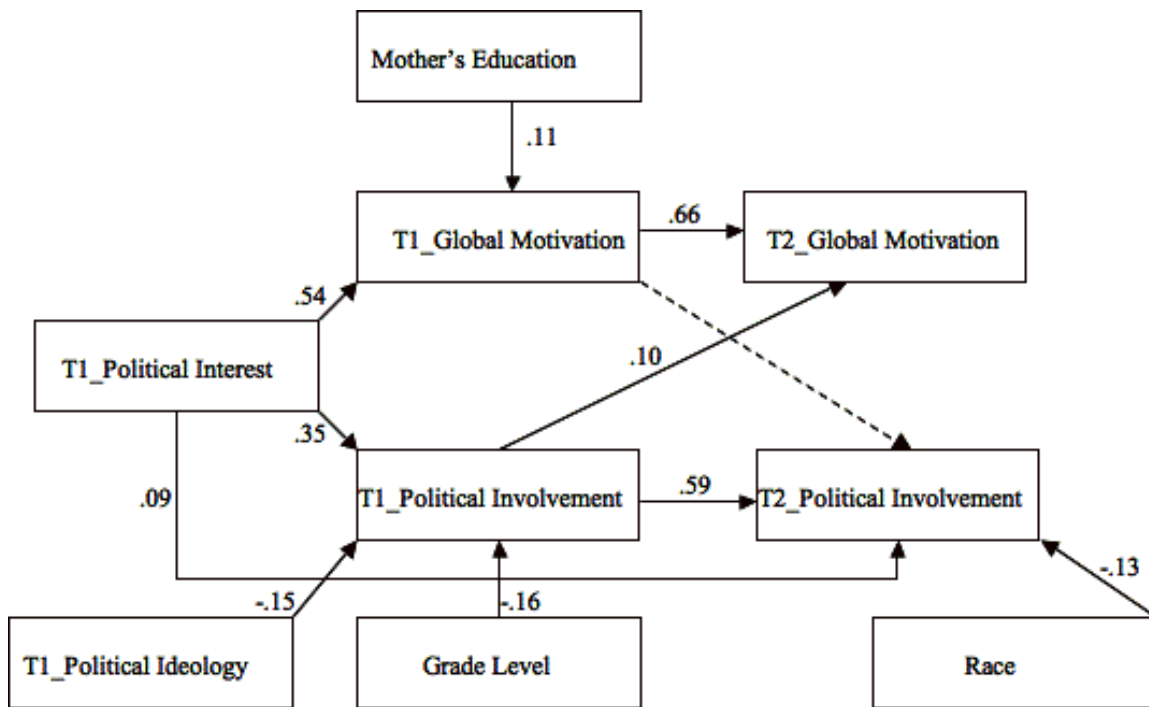 Mother's Education
.11
T1_Global Motivation
.66
T2_Global Motivation
.54
T1_Political Interest
.10
.35
.09
T1_Political Involvement
.59
T2_Political Involvement
-.15
-.16
-.13
T1_Political Ideology
Grade Level
Race